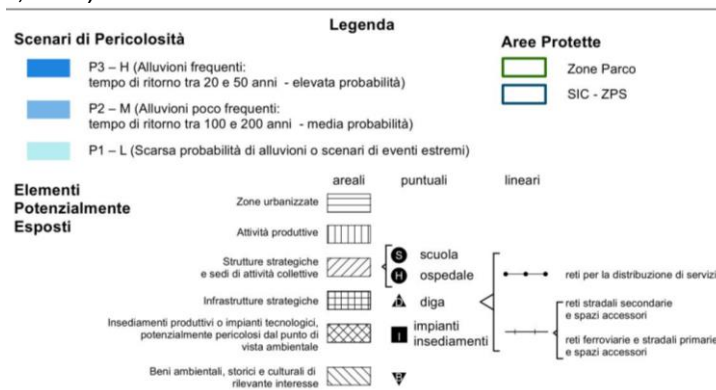 Legenda
Scenari di Pericolosità
P3 – H (Alluvioni frequenti:
tempo di ritorno tra 20 e 50 anni - elevata probabilità)
P2 – M (Alluvioni poco frequenti:
tempo di ritorno tra 100 e 200 anni - media probabilità)
P1 – L (Scarsa probabilità di alluvioni o scenari di eventi estremi)
Aree Protette
Zone Parco
SIC - ZPS
Elementi
Potenzialmente
Esposti
areali
puntuali
lineari
Zone urbanizzate
Attività produttive
Strutture strategiche
e sedi di attività collettive
Infrastrutture strategiche
Insediamenti produttivi o impianti tecnologici,
potenzialmente pericolosi dal punto di
vista ambientale
Beni ambientali, storici e culturali di
rilevante interesse
S scuola
H ospedale
D diga
I impianti
insediamenti
B
reti per la distribuzione di servizi
reti stradali secondarie
e spazi accessori
reti ferroviarie e stradali primarie
e spazi accessori